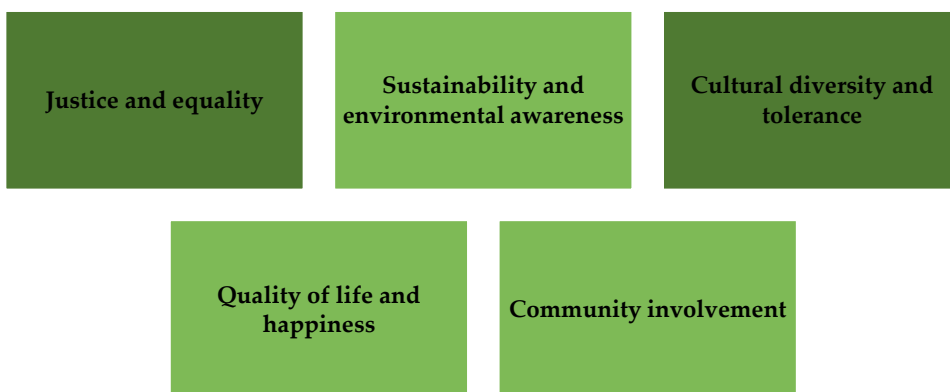 Justice and equality
Sustainability and
environmental awareness
Cultural diversity and
tolerance
Quality of life and
happiness
Community involvement